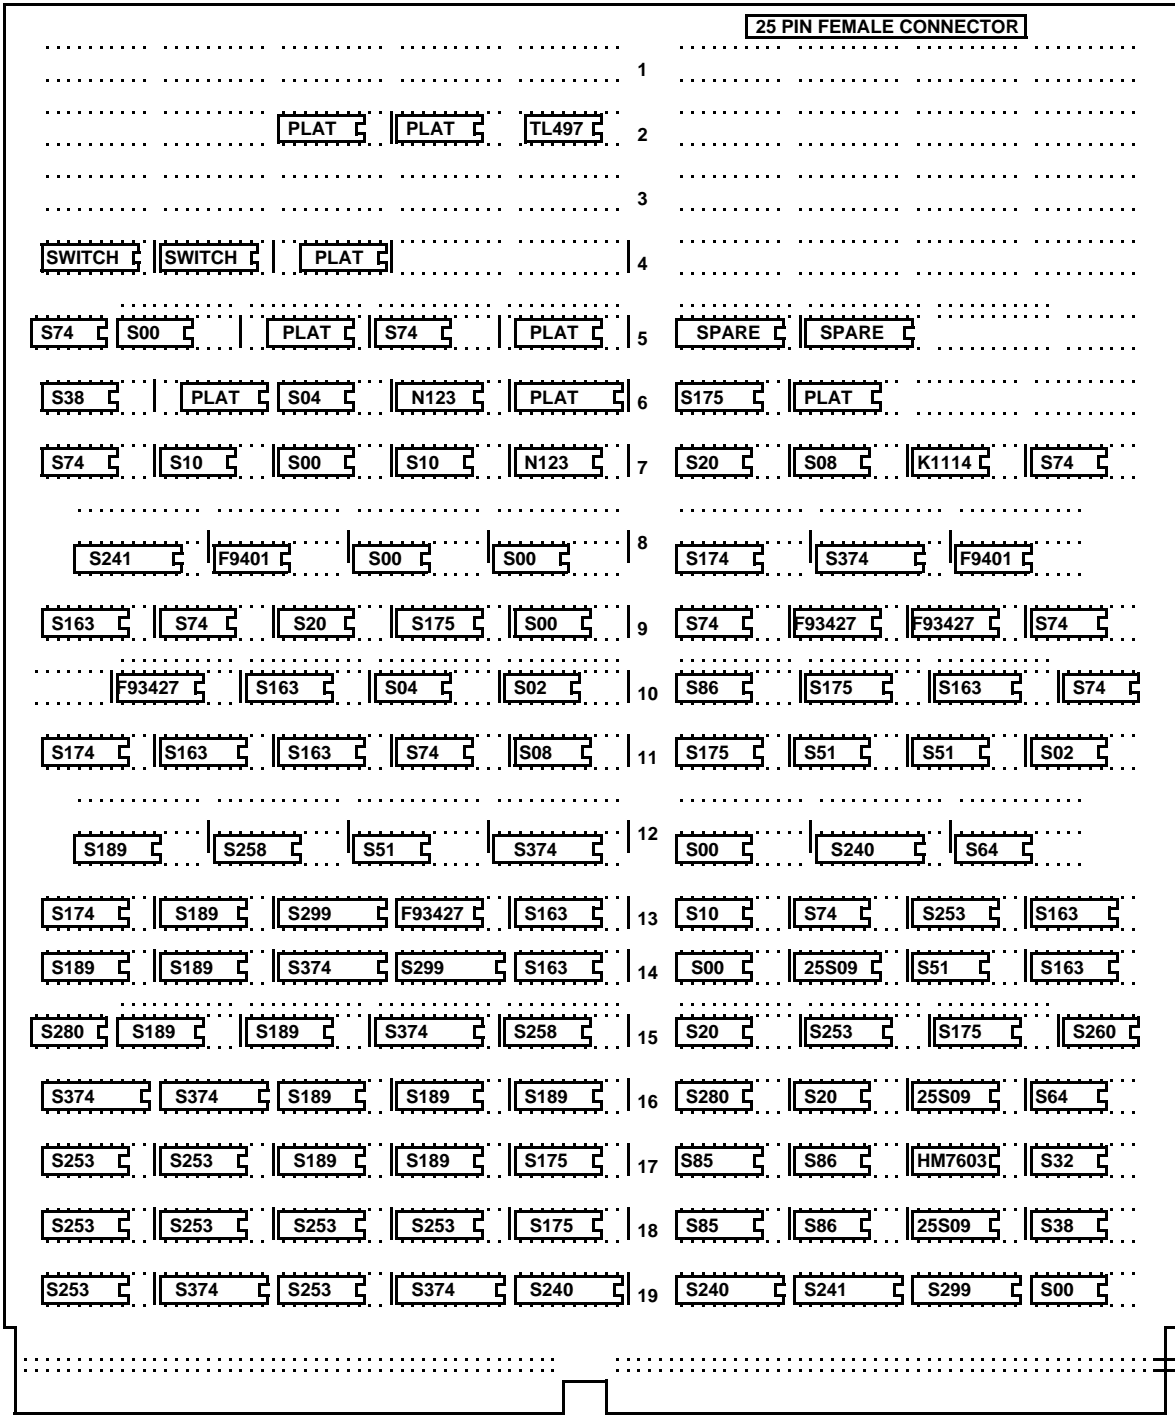 25 PIN FEMALE CONNECTOR
1
PLAT PLAT TL497 2
3
SWITCH SWITCH PLAT 4
S74 S00 PLAT S74 PLAT 5 SPARE SPARE
S38 PLAT S04 N123 PLAT 6 S175 PLAT
S74 S10 S00 S10 N123 7 S20 S08 K1114 S74
S241 F9401 S00 S00 8 S174 S374 F9401
S163 S74 S20 S175 S00 9 S74 F93427 F93427 S74
F93427 S163 S04 S02 10 S86 S175 S163 S74
S174 S163 S163 S74 S08 11 S175 S51 S51 S02
S189 S258 S51 S374 12 S00 S240 S64
S174 S189 S299 F93427 S163 13 S10 S74 S253 S163
S189 S189 S374 S299 S163 14 S00 25S09 S51 S163
S280 S189 S189 S374 S258 15 S20 S253 S175 S260
S374 S374 S189 S189 S189 16 S280 S20 25S09 S64
S253 S253 S189 S189 S175 17 S85 S86 HM7603 S32
S253 S253 S253 S253 S175 18 S85 S86 25S09 S38
S253 S374 S253 S374 S240 19 S240 S241 S299 S00